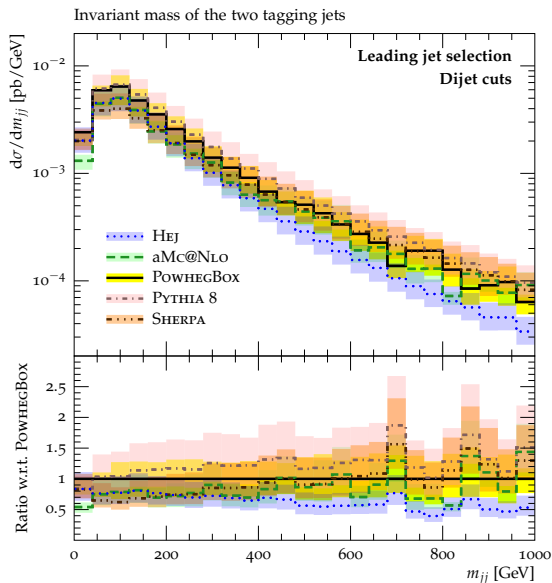 Invariant mass of the two tagging jets
Leading jet selection
Dijet cuts
dσ/dm_jj [pb/GeV]
10⁻²
10⁻³
10⁻⁴
HEJ
aMC@NLO
POWHEGBOX
PYTHIA 8
SHERPA
Ratio w.r.t. POWHEGBOX
2.5
2
1.5
1
0.5
0 200 400 600 800 1000
m_jj [GeV]